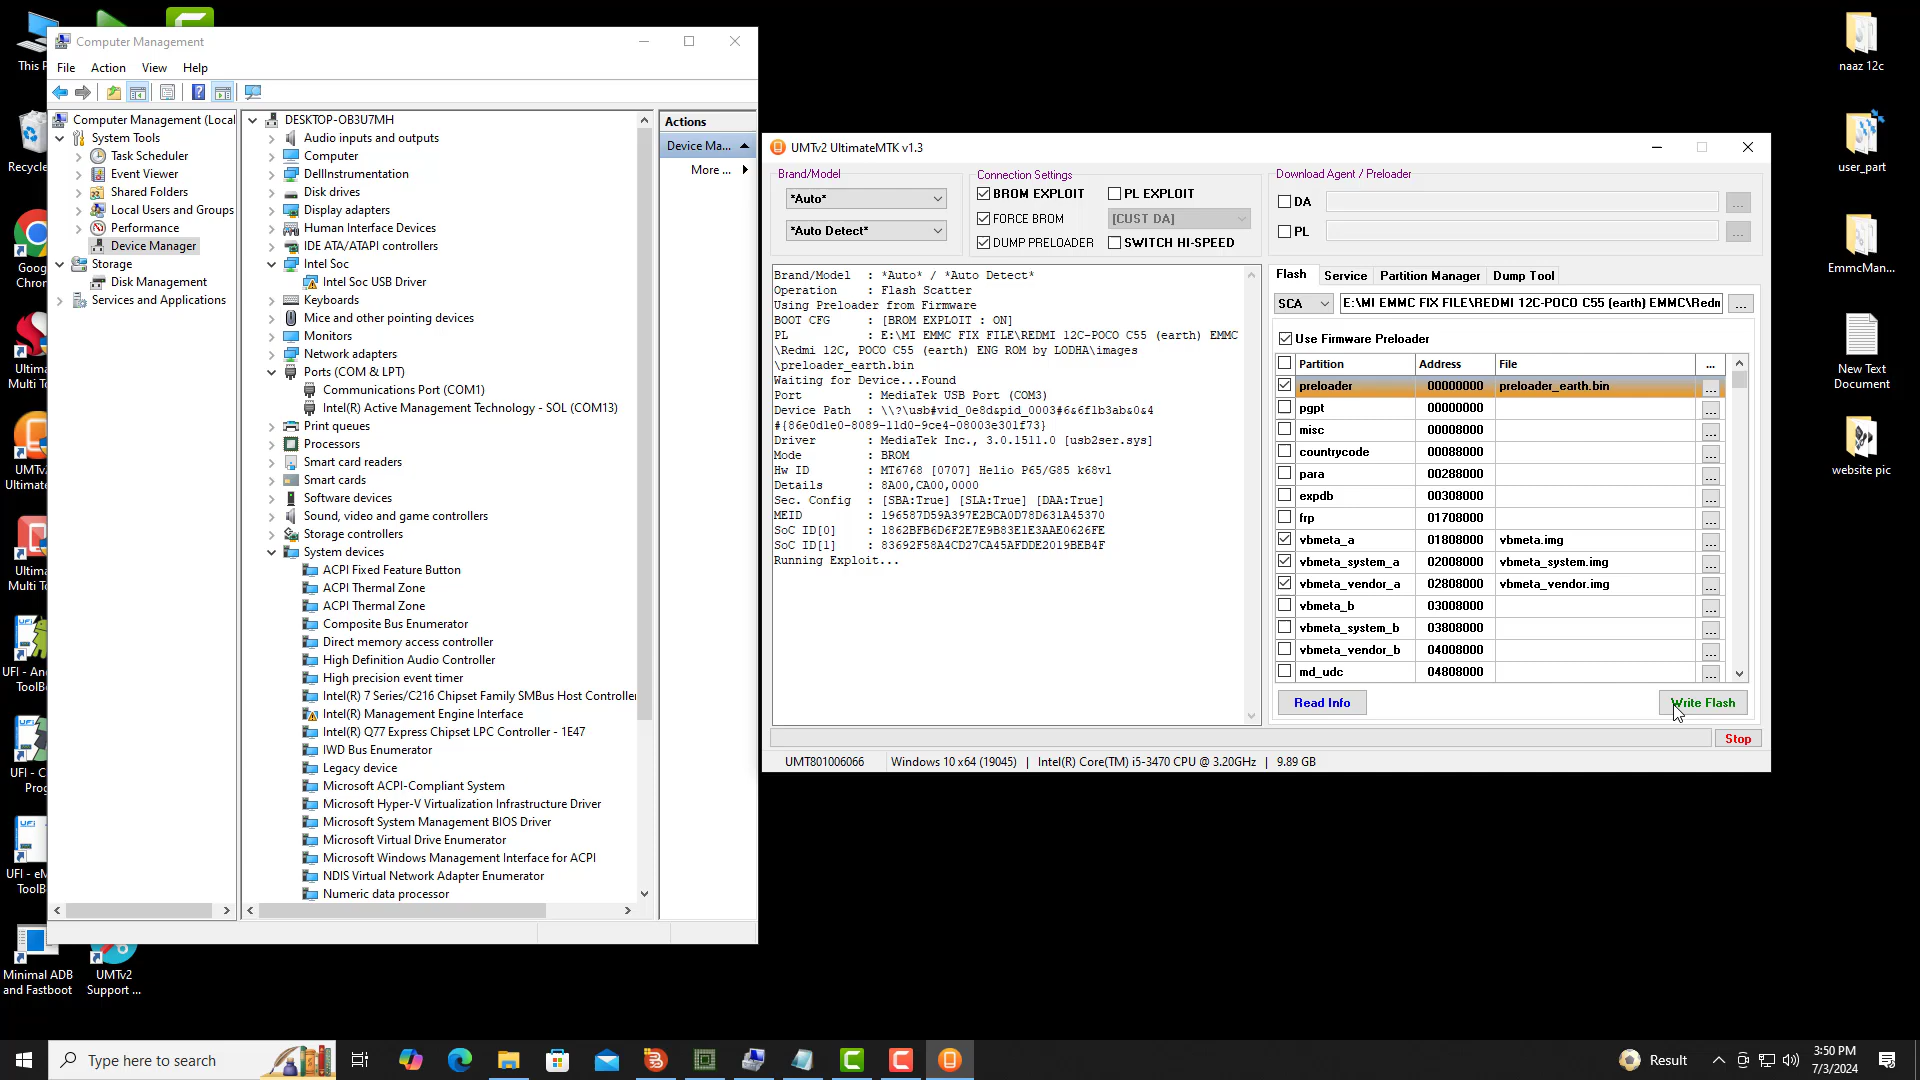 This P
Recycle
Goog
Chron
Ultima
Multi T
UMTv
Ultimate
Ultima
Multi T
UFI - An
ToolB
UFI - C
Prog
UFI - eM
ToolB
Minimal ADB
and Fastboot
UMTv2
Support ...
Computer Management
File Action View Help
Computer Management (Local
System Tools
Task Scheduler
Event Viewer
Shared Folders
Local Users and Groups
Performance
Device Manager
Storage
Disk Management
Services and Applications
DESKTOP-OB3U7MH
Audio inputs and outputs
Computer
DellInstrumentation
Disk drives
Display adapters
Human Interface Devices
IDE ATA/ATAPI controllers
Intel Soc
Intel Soc USB Driver
Keyboards
Mice and other pointing devices
Monitors
Network adapters
Ports (COM & LPT)
Communications Port (COM1)
Intel(R) Active Management Technology - SOL (COM13)
Print queues
Processors
Smart card readers
Smart cards
Software devices
Sound, video and game controllers
Storage controllers
System devices
ACPI Fixed Feature Button
ACPI Thermal Zone
ACPI Thermal Zone
Composite Bus Enumerator
Direct memory access controller
High Definition Audio Controller
High precision event timer
Intel(R) 7 Series/C216 Chipset Family SMBus Host Controller
Intel(R) Management Engine Interface
Intel(R) Q77 Express Chipset LPC Controller - 1E47
IWD Bus Enumerator
Legacy device
Microsoft ACPI-Compliant System
Microsoft Hyper-V Virtualization Infrastructure Driver
Microsoft System Management BIOS Driver
Microsoft Virtual Drive Enumerator
Microsoft Windows Management Interface for ACPI
NDIS Virtual Network Adapter Enumerator
Numeric data processor
Actions
Device Ma...
More ...
UMTv2 UltimateMTK v1.3
Brand/Model
*Auto*
*Auto Detect*
Connection Settings
BROM EXPLOIT PL EXPLOIT
FORCE BROM [CUST DA]
DUMP PRELOADER SWITCH HI-SPEED
Download Agent / Preloader
DA ...
PL ...
Brand/Model : *Auto* / *Auto Detect*
Operation : Flash Scatter
Using Preloader from Firmware
BOOT CFG : [BROM EXPLOIT : ON]
PL : E:\MI EMMC FIX FILE\REDMI 12C-POCO C55 (earth) EMMC
\Redmi 12C, POCO C55 (earth) ENG ROM by LODHA\images
\preloader_earth.bin
Waiting for Device...Found
Port : MediaTek USB Port (COM3)
Device Path : \\?\usb#vid_0e8d&pid_0003#6&6f1b3ab&0&4
#{86e0d1e0-8089-11d0-9ce4-08003e301f73}
Driver : MediaTek Inc., 3.0.1511.0 [usb2ser.sys]
Mode : BROM
Hw ID : MT6768 [0707] Helio P65/G85 k68v1
Details : 8A00,CA00,0000
Sec. Config : [SBA:True] [SLA:True] [DAA:True]
MEID : 196587D59A397E2BCA0D78D631A45370
SoC ID[0] : 1862BFB6D6F2E7E9B83E1E3AAE0626FE
SoC ID[1] : 83692F58A4CD27CA45AFDDE2019BEB4F
Running Exploit...
Flash Service Partition Manager Dump Tool
SCA E:\MI EMMC FIX FILE\REDMI 12C-POCO C55 (earth) EMMC\Redn ...
Use Firmware Preloader
Partition Address File ...
preloader 00000000 preloader_earth.bin ...
pgpt 00000000 ...
misc 00008000 ...
countrycode 00088000 ...
para 00288000 ...
expdb 00308000 ...
frp 01708000 ...
vbmeta_a 01808000 vbmeta.img ...
vbmeta_system_a 02008000 vbmeta_system.img ...
vbmeta_vendor_a 02808000 vbmeta_vendor.img ...
vbmeta_b 03008000 ...
vbmeta_system_b 03808000 ...
vbmeta_vendor_b 04008000 ...
md_udc 04808000 ...
Read Info Write Flash
Stop
UMT801006066 Windows 10 x64 (19045) | Intel(R) Core(TM) i5-3470 CPU @ 3.20GHz | 9.89 GB
naaz 12c
user_part
EmmcMan...
New Text
Document
website pic
Type here to search
Result
3:50 PM
7/3/2024